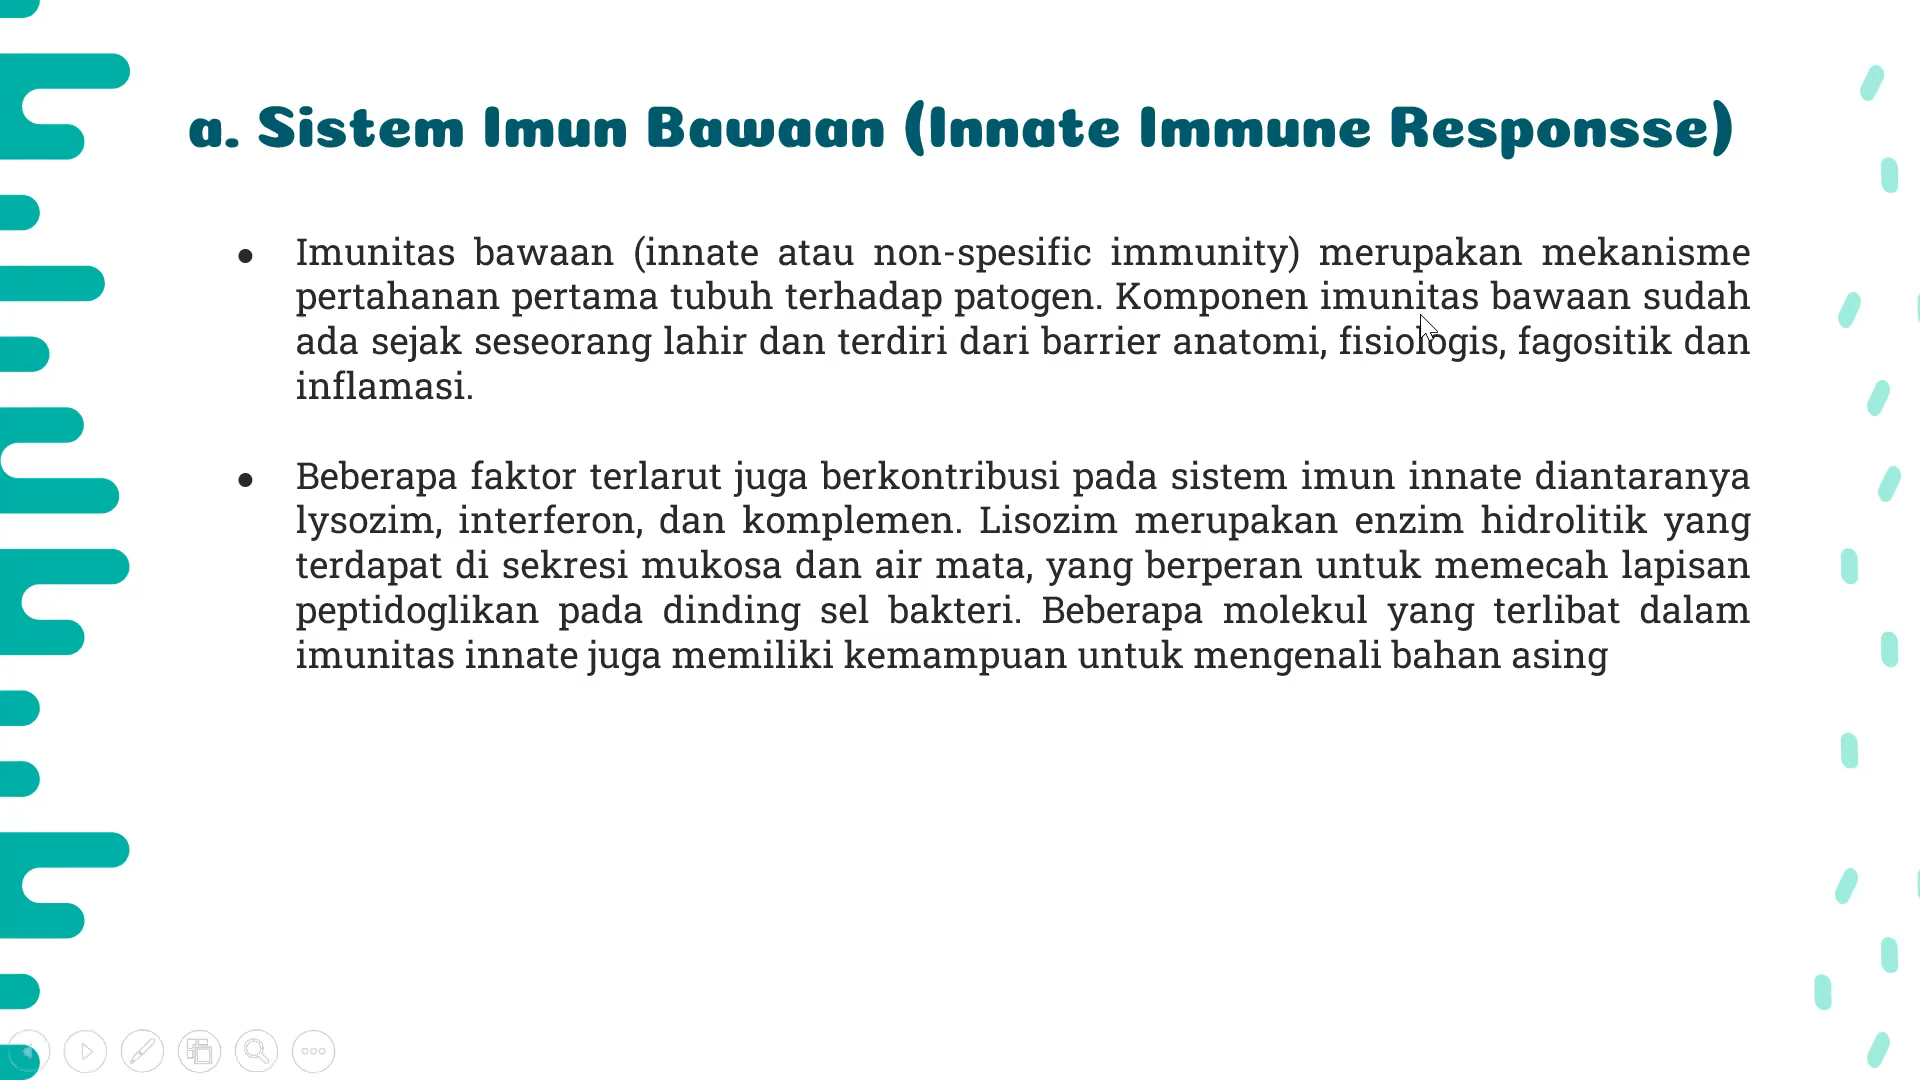 a. Sistem Imun Bawaan (Innate Immune Responsse)
● Imunitas bawaan (innate atau non-spesific immunity) merupakan mekanisme
pertahanan pertama tubuh terhadap patogen. Komponen imunitas bawaan sudah
ada sejak seseorang lahir dan terdiri dari barrier anatomi, fisiologis, fagositik dan
inflamasi.
● Beberapa faktor terlarut juga berkontribusi pada sistem imun innate diantaranya
lysozim, interferon, dan komplemen. Lisozim merupakan enzim hidrolitik yang
terdapat di sekresi mukosa dan air mata, yang berperan untuk memecah lapisan
peptidoglikan pada dinding sel bakteri. Beberapa molekul yang terlibat dalam
imunitas innate juga memiliki kemampuan untuk mengenali bahan asing